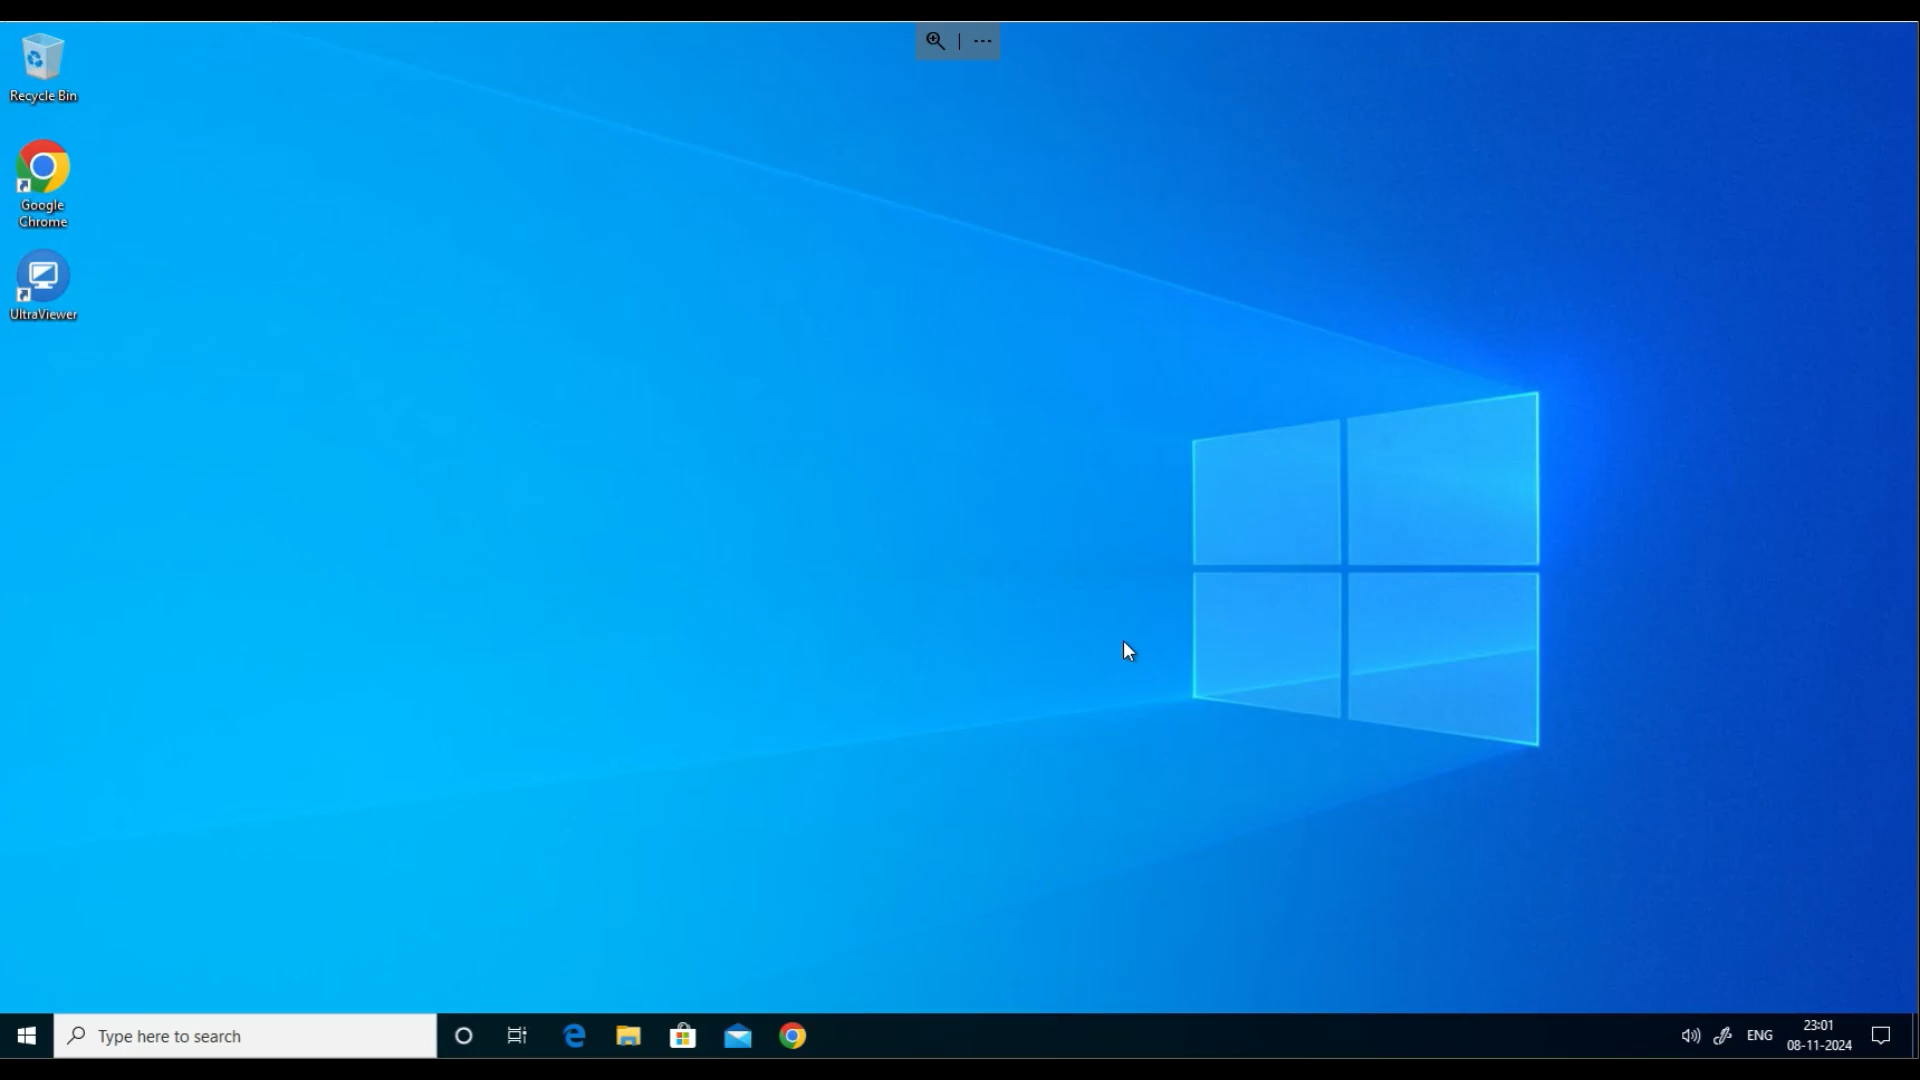 Recycle Bin
Google
Chrome
UltraViewer
Type here to search
ENG
23:01
08-11-2024